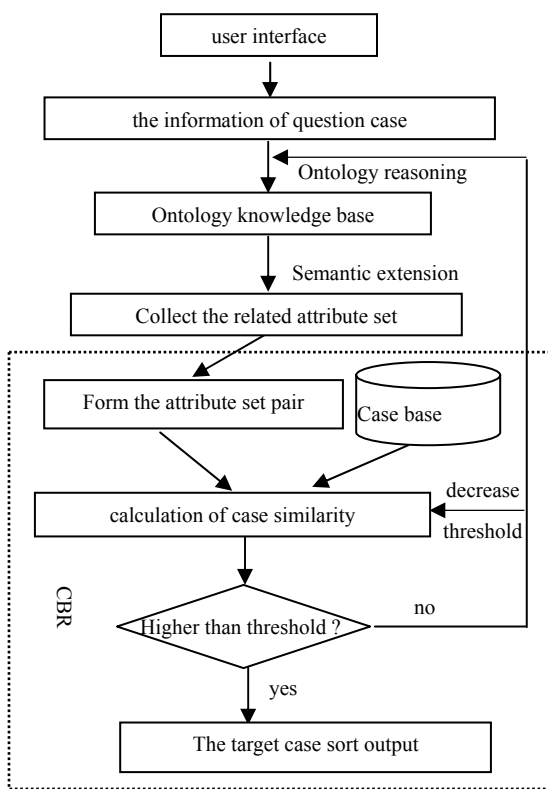 user interface
the information of question case
Ontology reasoning
Ontology knowledge base
Semantic extension
Collect the related attribute set
Form the attribute set pair
Case base
decrease
threshold
calculation of case similarity
CBR
Higher than threshold ?
no
yes
The target case sort output